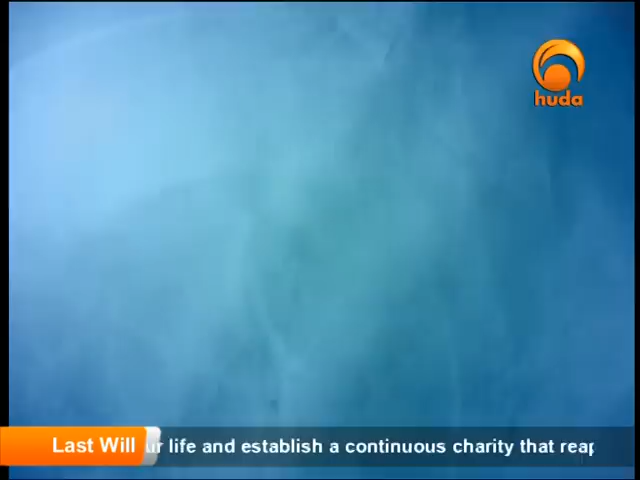 huda
Last Will
life and establish a continuous charity that